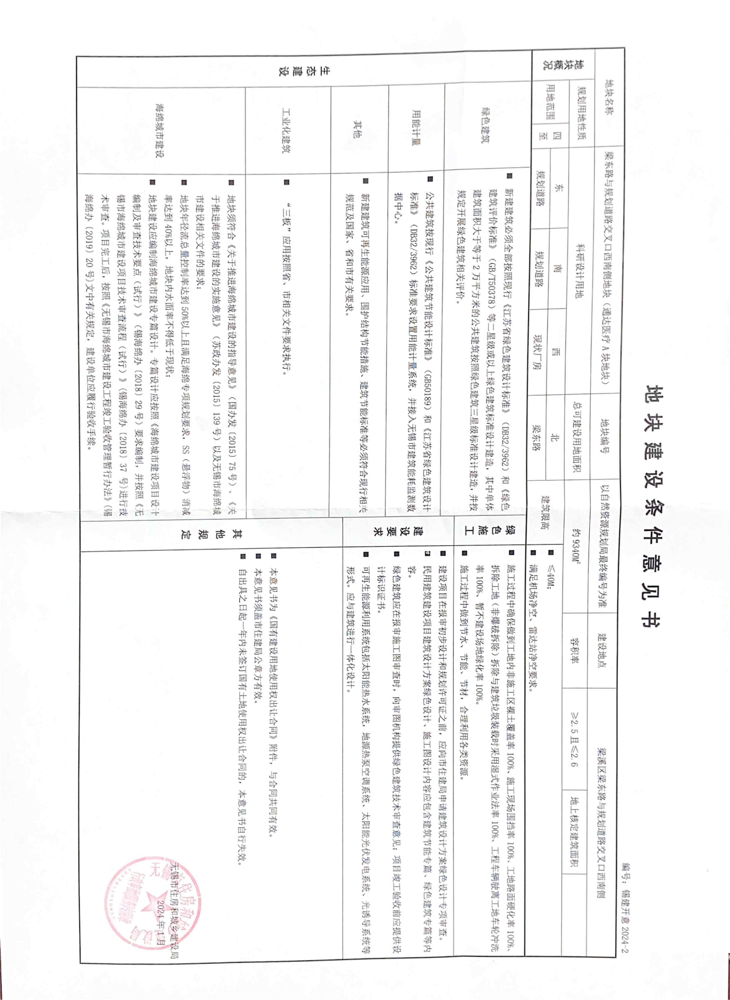 地块建设条件意见书
编号：锡建开意 2024-2
地块名称
梁东路与规划道路交叉口西南侧地块（通达医疗 A 块地块）
地块编号
以自然资源规划局最终编号为准
建设地点
梁溪区梁东路与规划道路交叉口西南侧
地块概况
规划用地性质
科研设计用地
总可建设用地面积
约 9340M²
容积率
≥2.5 且≤2.6
地上核定建筑面积
用地范围
四至
东
南
西
北
规划道路
规划道路
现状厂房
梁东路
建筑限高
■ ≤40M；
■ 满足机场净空、雷达站净空要求。
生态建设
绿色建筑
■ 新建建筑必须全部按照现行《江苏省绿色建筑设计标准》（DB32/3962）和《绿色
建筑评价标准》（GB/T50378）等二星级或以上绿色建筑标准设计建造，其中单体
建筑面积大于等于 2 万平方米的公共建筑按照绿色建筑三星级标准设计建造，并按
规定开展绿色建筑相关评价。
用能计量
■ 公共建筑按现行《公共建筑节能设计标准》（GB50189）和《江苏省绿色建筑设计
标准》（DB32/3962）标准要求设置用能计量系统，并接入无锡市建筑能耗监测数
据中心。
其他
■ 新建建筑可再生能源应用、围护结构节能措施、建筑节能标准等必须符合现行相关
规范及国家、省和市有关要求。
工业化建筑
■ “三板”应用按照省、市相关文件要求执行。
海绵城市建设
■ 地块须符合《关于推进海绵城市建设的指导意见》（国办发〔2015〕75 号）、《关
于推进海绵城市建设的实施意见》（苏政办发〔2015〕139 号）以及无锡市海绵城
市建设相关文件的要求；
■ 地块年径流总量控制率达到 50%以上且满足海绵专项规划要求，SS（悬浮物）消减
率达到 40%以上，地块内水面率不得低于现状；
■ 地块建设应编制海绵城市建设专篇设计。专篇设计应按照《海绵城市建设项目设计
编制及审查技术要点（试行）》（锡海绵办〔2018〕29 号）要求编制，并按照《无
锡市海绵城市建设项目技术审查流程（试行）》（锡海绵办〔2018〕37 号)进行技
术审查。项目完工后，按照《无锡市海绵城市建设工程竣工验收管理暂行办法》（锡
海绵办〔2019〕20 号)文中有关规定，建设单位应履行验收手续。
绿色施工
■ 施工过程中确保做到工地内非施工区裸土覆盖率 100%、施工现场围挡率 100%、工地路面硬化率 100%、
拆除工地（非爆破拆除）拆除与建筑垃圾装载时采用湿式作业法率 100%、工程车辆驶离工地车轮冲洗
率 100%、暂不建设场地绿化率 100%。
■ 施工过程中做到节水、节能、节材，合理利用各类资源。
建设要求
■ 建设项目在报审初步设计和规划许可证之前，应向市住建局申请建筑设计方案绿色设计专项审查。
民用建筑建设项目建筑设计方案绿色设计、施工图设计内容应包含建筑节能专篇、绿色建筑专篇等内
容。
■ 绿色建筑应在报审施工图审查时，向审图机构提供绿色建筑技术审查意见；项目竣工验收前应提供设
计标识证书。
■ 可再生能源利用系统包括太阳能热水系统，地源热泵空调系统、太阳能光伏发电系统、光诱导系统等
形式。应与建筑进行一体化设计。
其他规定
■ 本意见书为《国有建设用地使用权出让合同》附件，与合同共同有效。
■ 本意见书须盖市住建局公章方有效。
■ 自出具之日起一年内未签订国有土地使用权出让合同的，本意见书自行失效。
无锡市住房和城乡建设局
2024 年 1 月